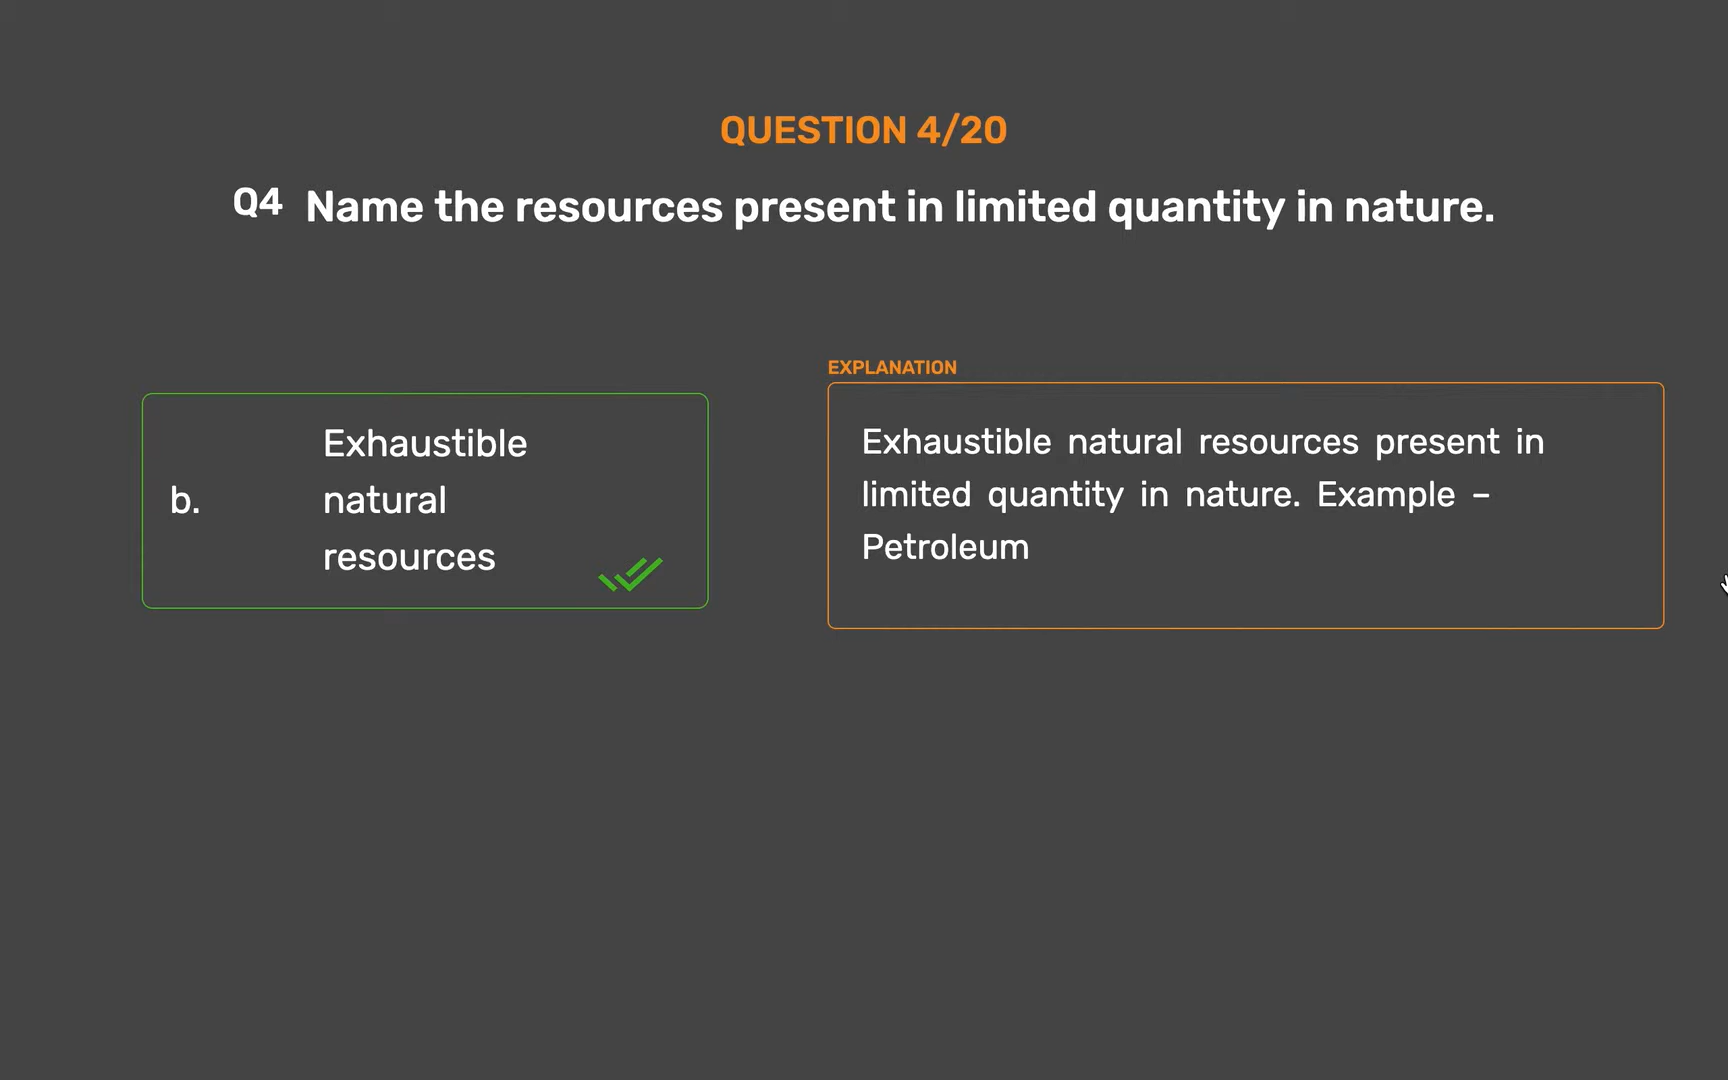 QUESTION 4/20
Q4 Name the resources present in limited quantity in nature.
b.
Exhaustible
natural
resources
EXPLANATION
Exhaustible natural resources present in
limited quantity in nature. Example –
Petroleum